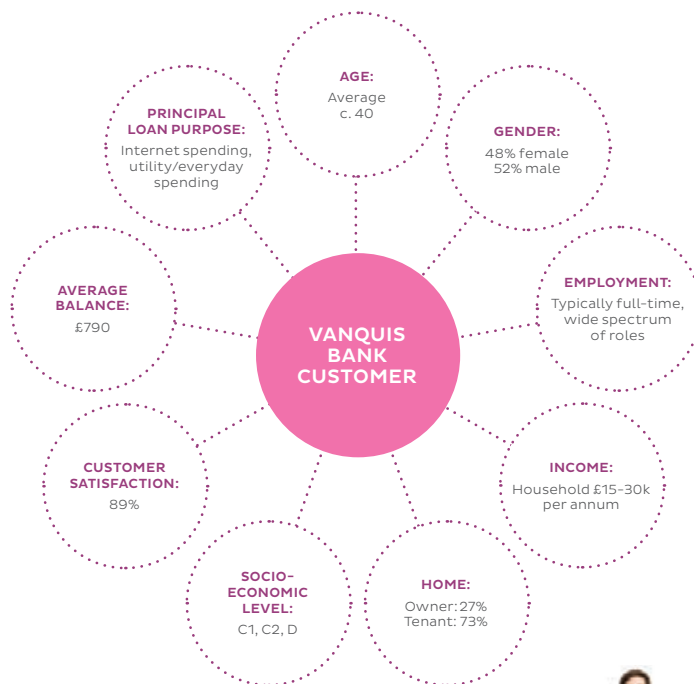 AGE:
Average
c. 40
GENDER:
48% female
52% male
EMPLOYMENT:
Typically full-time,
wide spectrum
of roles
INCOME:
Household £15-30k
per annum
HOME:
Owner: 27%
Tenant: 73%
SOCIO-
ECONOMIC
LEVEL:
C1, C2, D
CUSTOMER
SATISFACTION:
89%
AVERAGE
BALANCE:
£790
PRINCIPAL
LOAN PURPOSE:
Internet spending,
utility/everyday
spending
VANQUIS
BANK
CUSTOMER